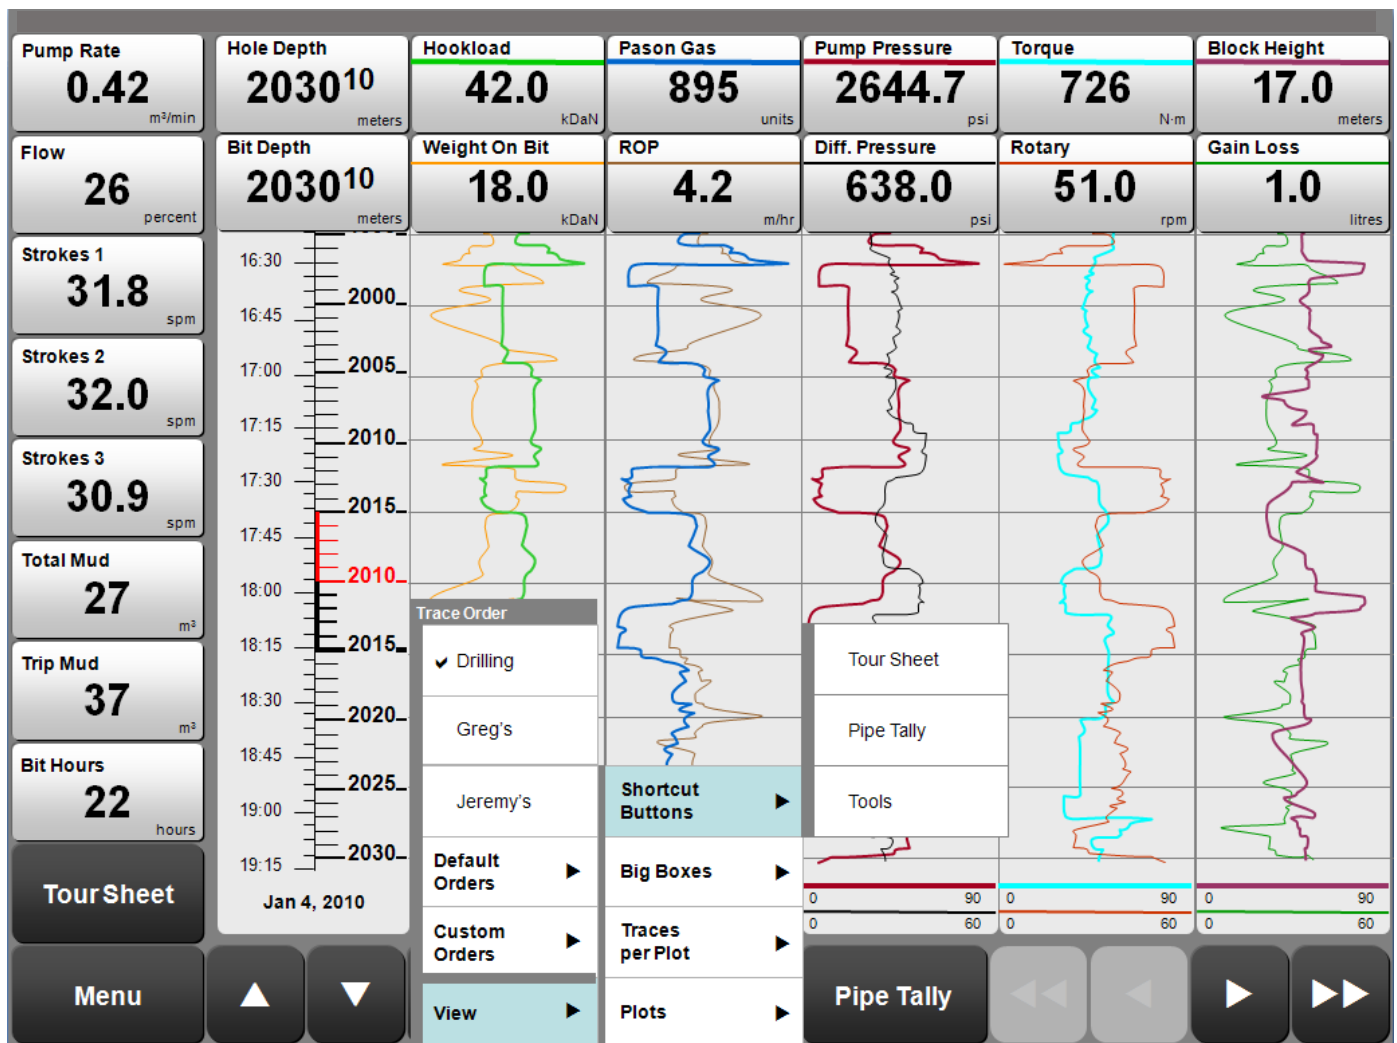 Pump Rate
0.42
m³/min
Hole Depth
2030 10
meters
Hookload
42.0
kDaN
Pason Gas
895
units
Pump Pressure
2644.7
psi
Torque
726
N·m
Block Height
17.0
meters
Flow
26
percent
Bit Depth
2030 10
meters
Weight On Bit
18.0
kDaN
ROP
4.2
m/hr
Diff. Pressure
638.0
psi
Rotary
51.0
rpm
Gain Loss
1.0
litres
Strokes 1
31.8
spm
Strokes 2
32.0
spm
Strokes 3
30.9
spm
Total Mud
27
m³
Trip Mud
37
m³
Bit Hours
22
hours
16:30
2000
16:45
17:00
2005
17:15
2010
17:30
2015
17:45
2010
18:00
18:15
2015
18:30
2020
18:45
2025
19:00
2030
19:15
Jan 4, 2010
Trace Order
✔ Drilling
Greg's
Jeremy's
Default
Orders
Custom
Orders
View
Shortcut
Buttons
Big Boxes
Traces
per Plot
Plots
Tour Sheet
Pipe Tally
Tools
0 90
0 60
0 90
0 60
0 90
0 60
Tour Sheet
Menu
Pipe Tally